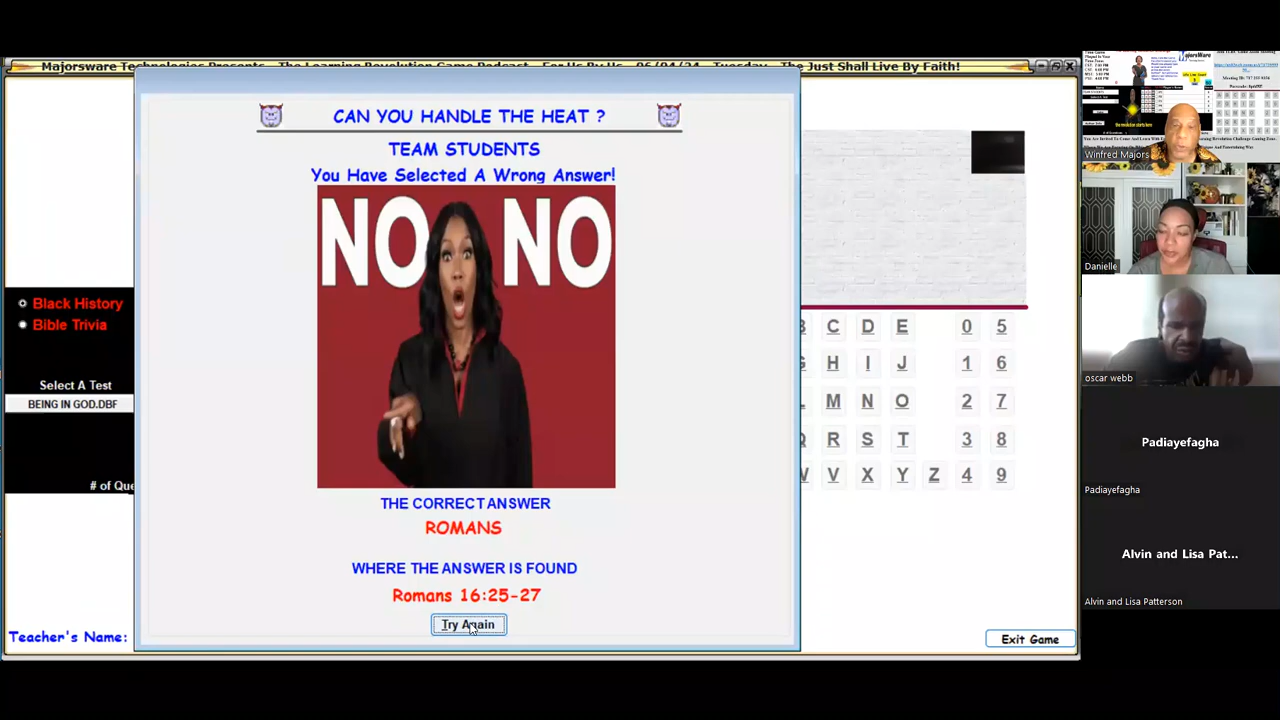 Majorsware Technologies Presents - The Learning Revolution Game Podcast - For Us By Us - 06/04/24 - Tuesday - The Just Shall Live By Faith!
CAN YOU HANDLE THE HEAT ?
TEAM STUDENTS
You Have Selected A Wrong Answer!
NO NO
THE CORRECT ANSWER
ROMANS
WHERE THE ANSWER IS FOUND
Romans 16:25-27
Try Again
Black History
Bible Trivia
Select A Test
BEING IN GOD.DBF
# of Que
Teacher's Name:
C D E 0 5
H I J 1 6
M N O 2 7
R S T 3 8
V X Y Z 4 9
Exit Game
Winfred Majors
Danielle
oscar webb
Padiayefagha
Padiayefagha
Alvin and Lisa Pat...
Alvin and Lisa Patterson